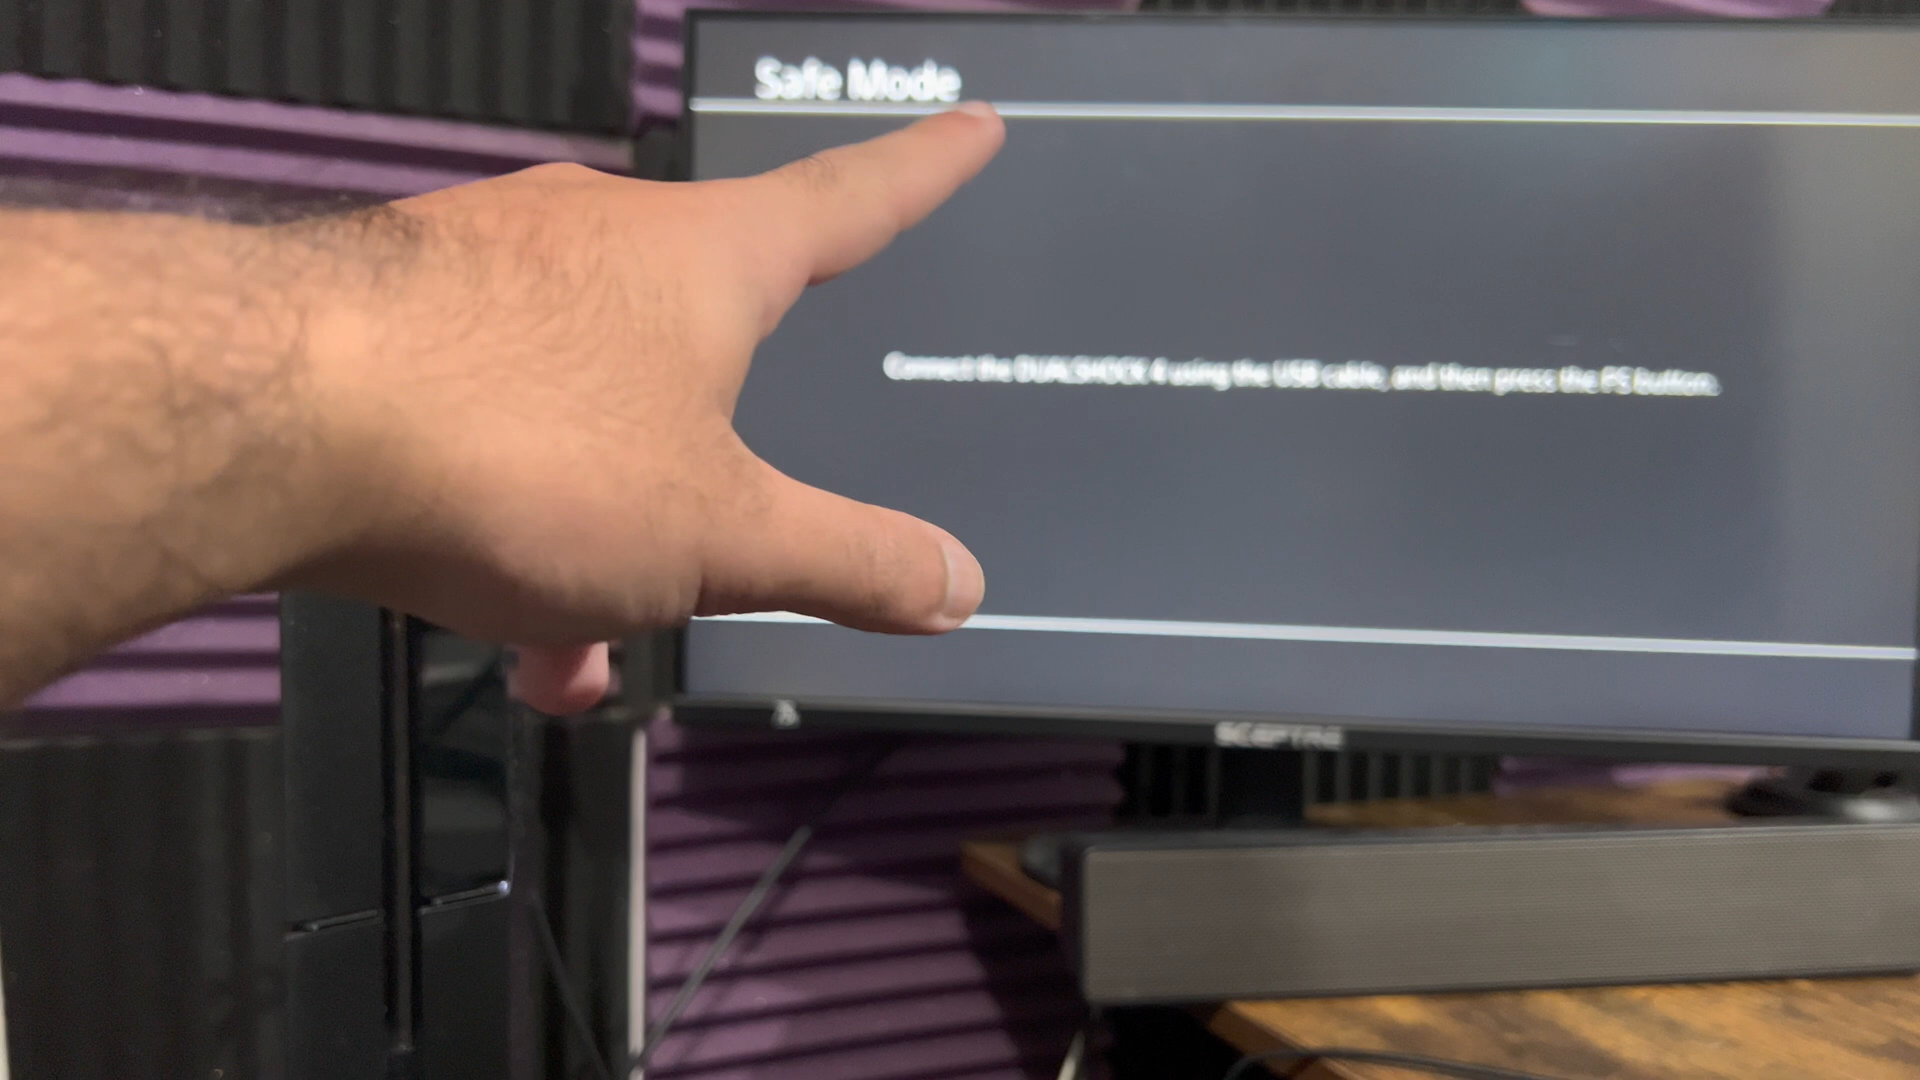 Safe Mode
Connect the DUALSHOCK 4 using the USB cable, and then press the PS button.
SCEPTRE